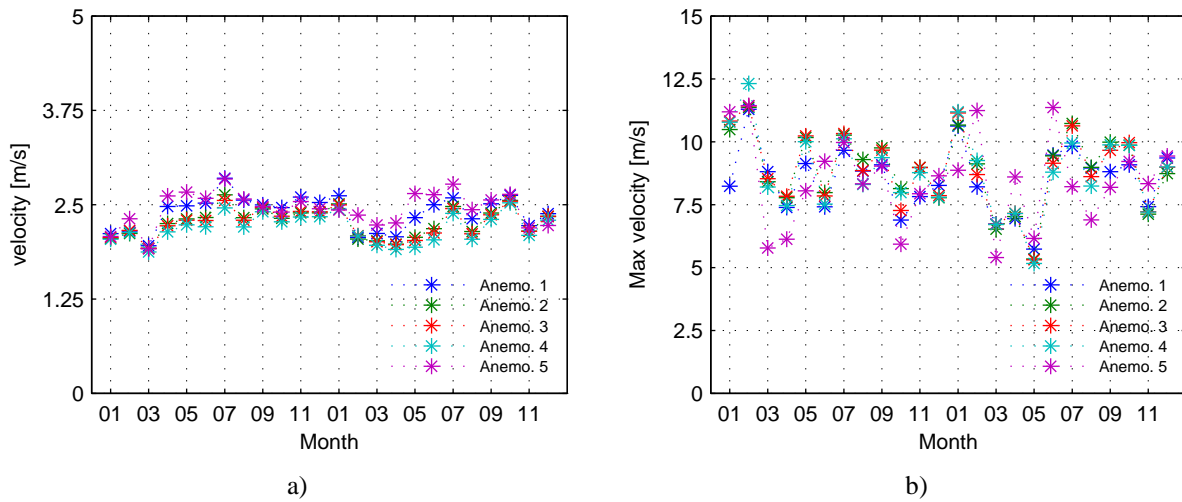 5
3.75
2.5
1.25
0
velocity [m/s]
01 03 05 07 09 11 01 03 05 07 09 11
Month
Anemo. 1
Anemo. 2
Anemo. 3
Anemo. 4
Anemo. 5
a)
15
12.5
10
7.5
5
2.5
0
Max velocity [m/s]
01 03 05 07 09 11 01 03 05 07 09 11
Month
Anemo. 1
Anemo. 2
Anemo. 3
Anemo. 4
Anemo. 5
b)